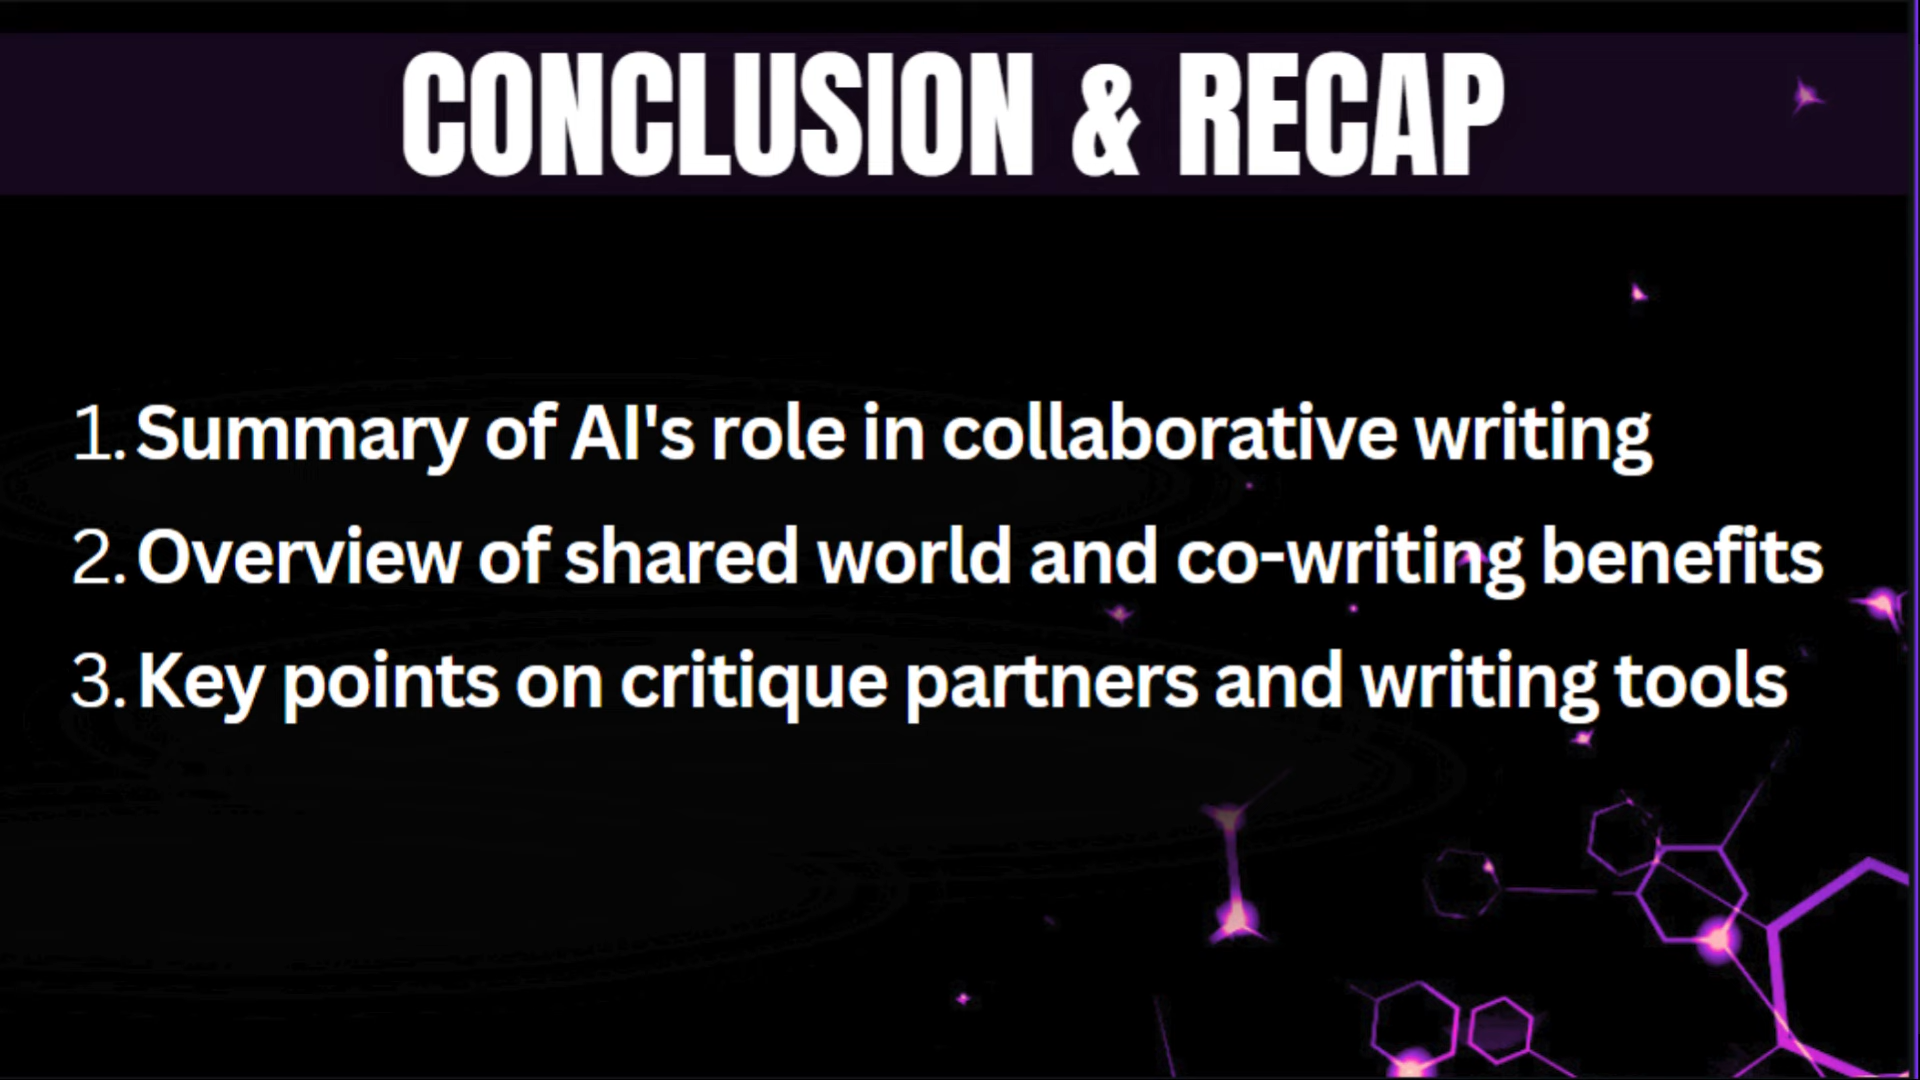 CONCLUSION & RECAP
1. Summary of AI's role in collaborative writing
2. Overview of shared world and co-writing benefits
3. Key points on critique partners and writing tools